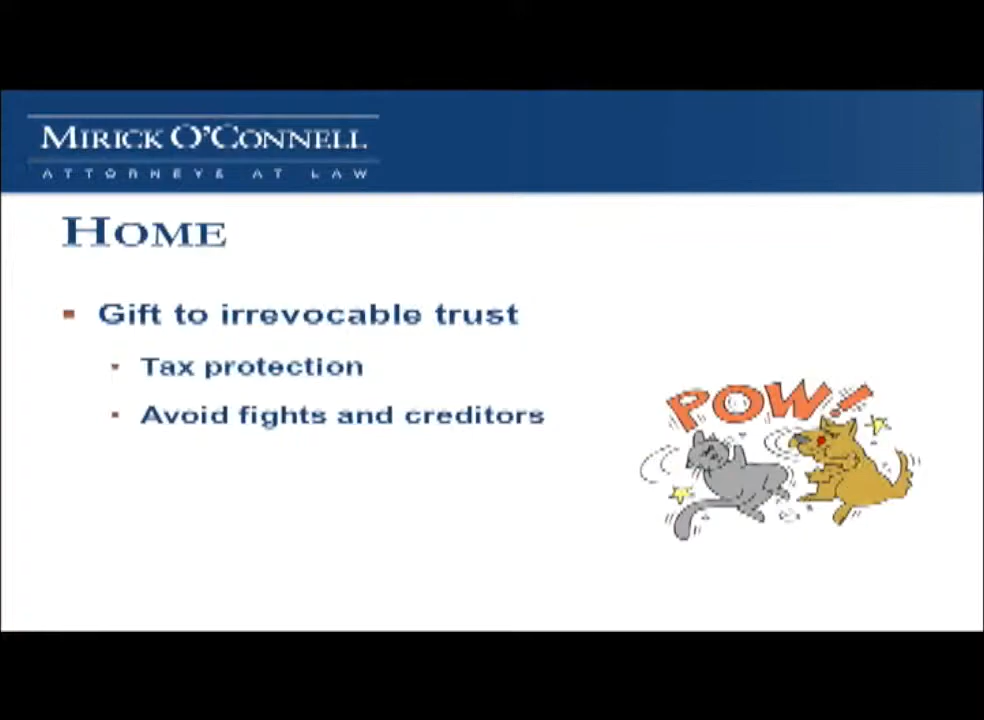 MIRICK O'CONNELL
ATTORNEYS AT LAW
HOME
Gift to irrevocable trust
Tax protection
Avoid fights and creditors
POW!